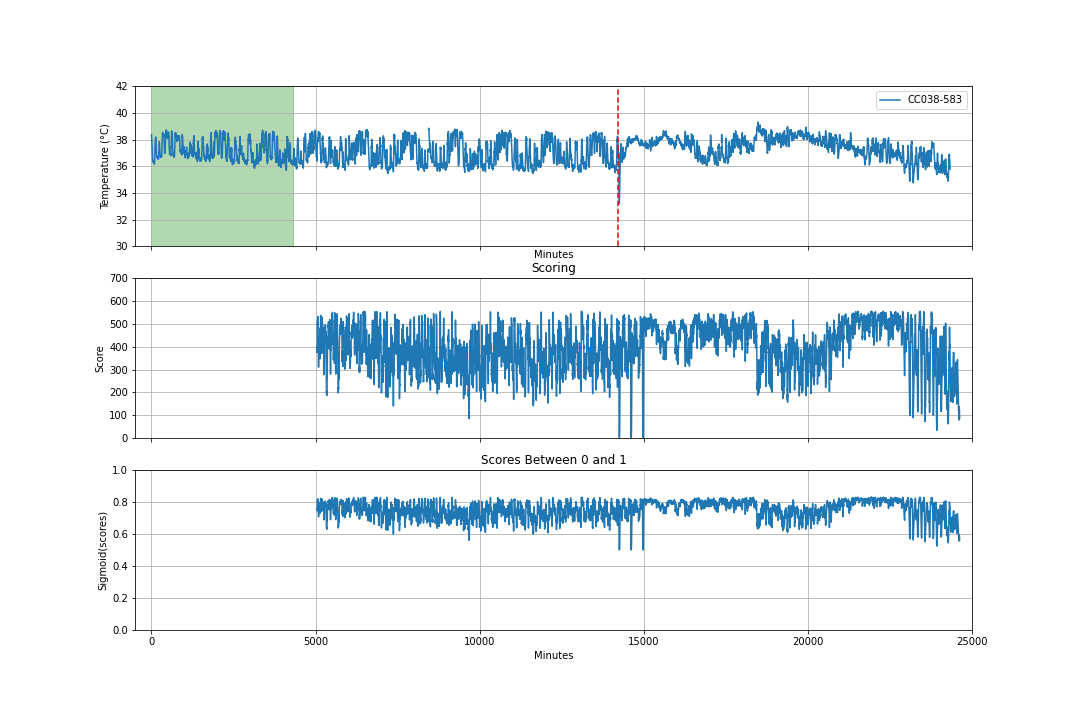 42
40
38
36
34
32
30
Temperature (°C)
CC038-583
Minutes
Scoring
700
600
500
400
300
200
100
0
Score
Scores Between 0 and 1
1.0
0.8
0.6
0.4
0.2
0.0
Sigmoid(scores)
0 5000 10000 15000 20000 25000
Minutes